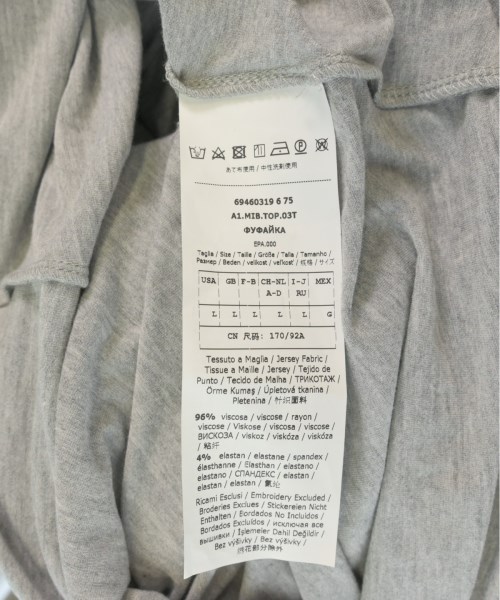 あて布使用 / 中性洗剤使用
69460319 6 75
A1.MIB.TOP.03T
ФУФАЙКА
EPA.000
Taglia / Size / Taille / Größe / Talla / Tamanho /
Размер / Beden / velikost / veľkosť / 性格 / サイズ
USA GB F-B CH-NL I-J MEX
A-D RU
L L L L L G
CN 尺码: 170/92A
Tessuto a Maglia / Jersey Fabric /
Tissue a Maille / Jersey / Tejido de
Punto / Tecido de Malha / ТРИКОТАЖ /
Örme Kumaş / Úpletová tkanina /
Pletenina / 针织面料
96% viscosa / viscose / rayon /
viscose / Viskose / viscosa / viscose /
ВИСКОЗА / viskoz / viskóza / viskóza
/ 粘纤
4% elastan / elastane / spandex /
élasthanne / Elasthan / elastano /
elastano / СПАНДЕКС / elastan /
elastan / elastan / 氨纶
Ricami Esclusi / Embroidery Excluded /
Broderies Exclues / Stickereien Nicht
Enthalten / Bordados No Incluídos /
Bordados Excluídos / исключая все
вышивки / İşlemeler Dahil Değildir /
Bez výšivky / Bez výšivky /
绣花部分除外